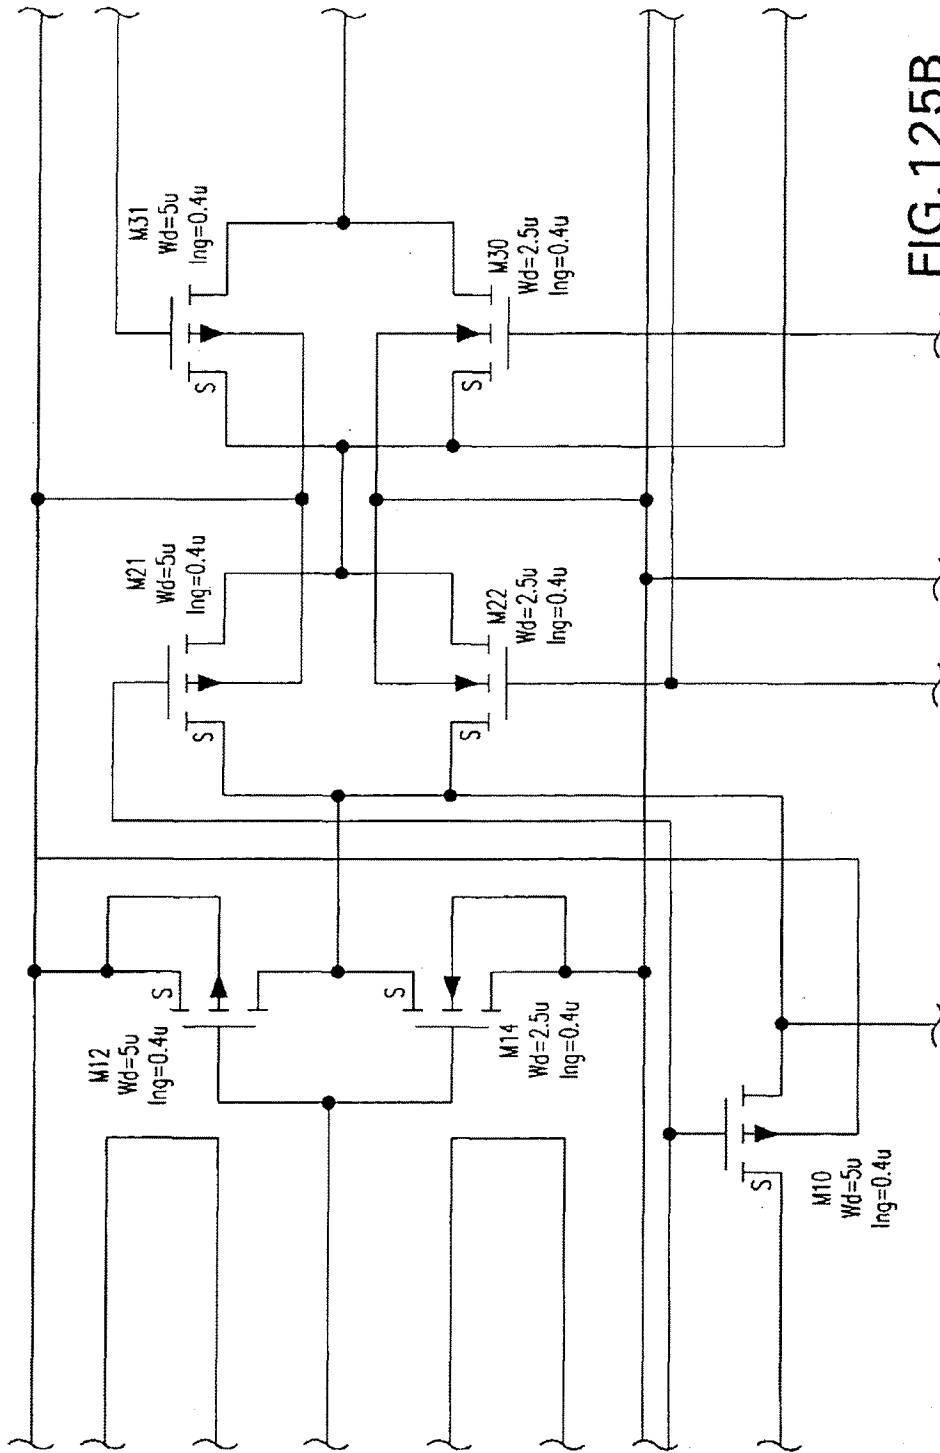 M31
Wd=5u
lng=0.4u
S
M30
Wd=2.5u
lng=0.4u
S
M21
Wd=5u
lng=0.4u
S
M22
Wd=2.5u
lng=0.4u
S
M12
Wd=5u
lng=0.4u
S
M14
Wd=2.5u
lng=0.4u
S
M10
Wd=5u
lng=0.4u
S
FIG.125B